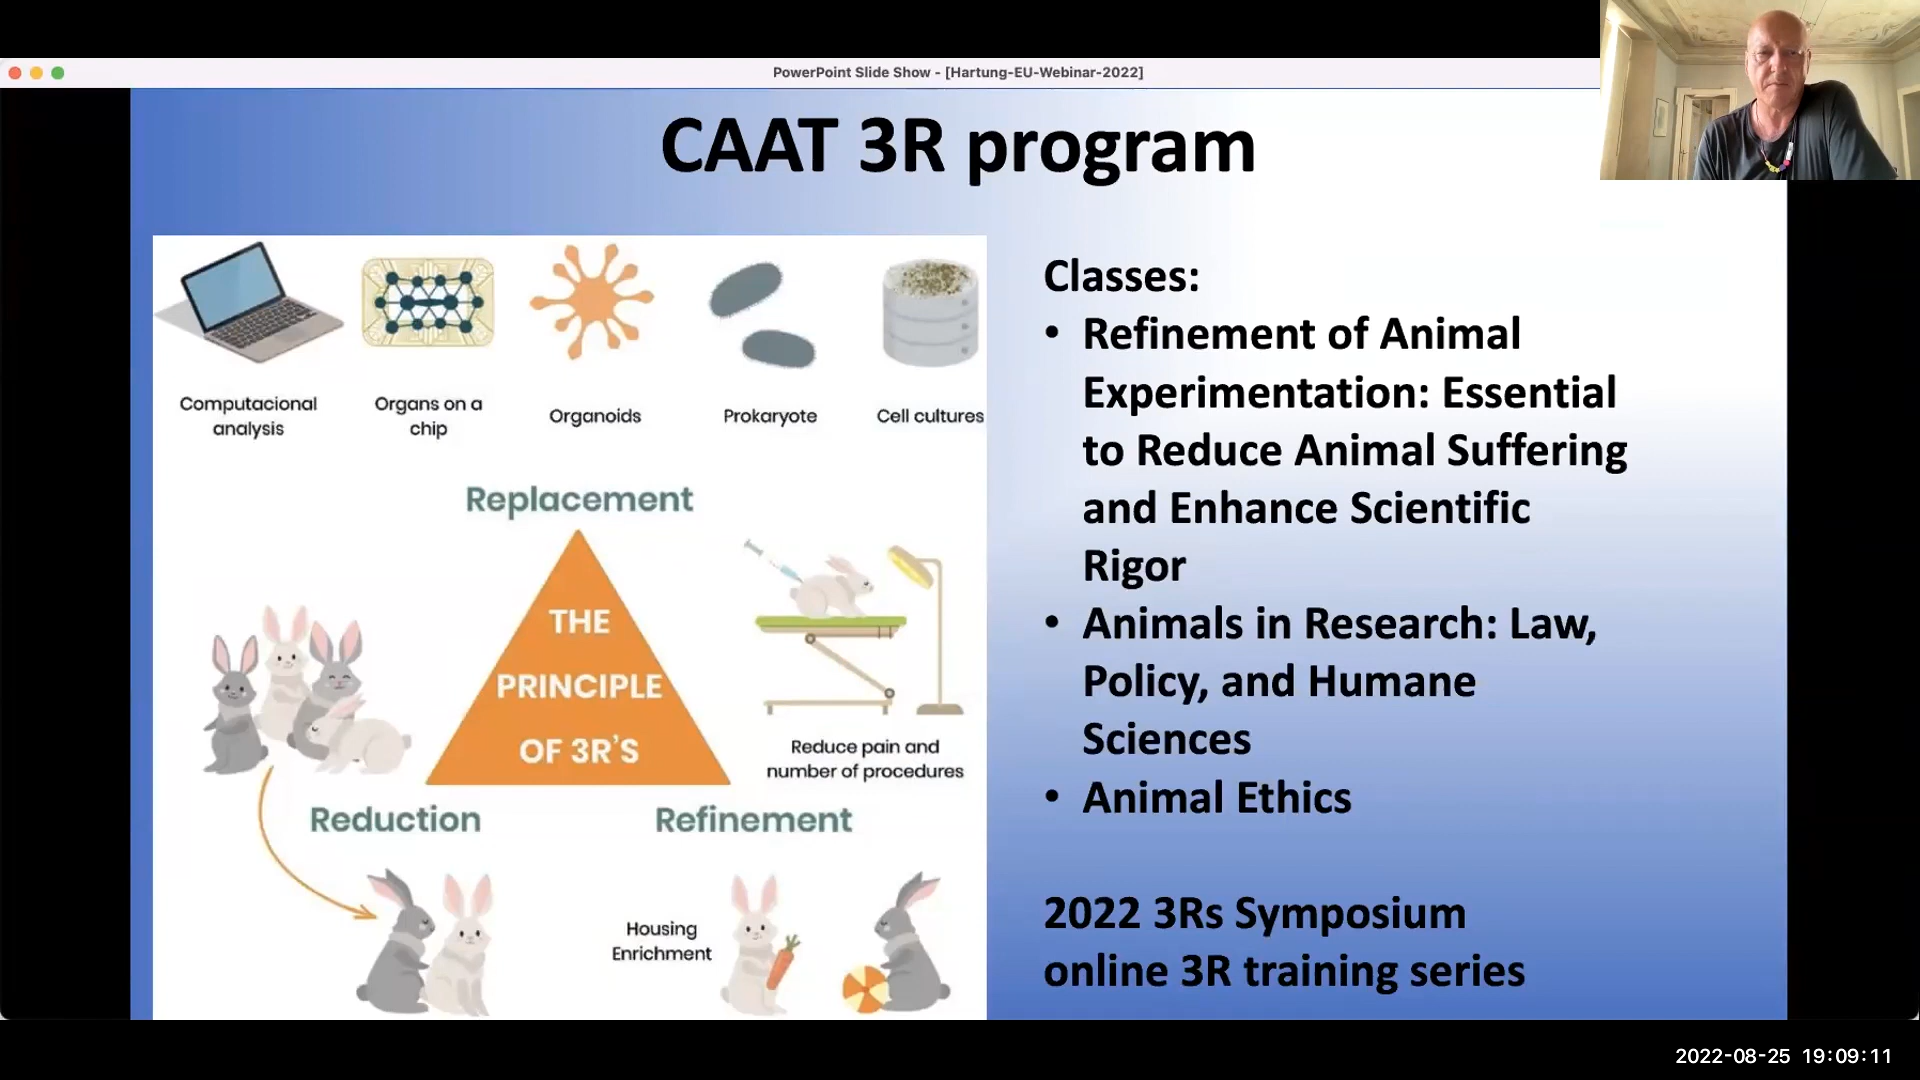 PowerPoint Slide Show - [Hartung-EU-Webinar-2022]
CAAT 3R program
Computacional
analysis
Organs on a
chip
Organoids
Prokaryote
Cell cultures
Replacement
THE
PRINCIPLE
OF 3R'S
Reduce pain and
number of procedures
Reduction
Refinement
Housing
Enrichment
Classes:
• Refinement of Animal
Experimentation: Essential
to Reduce Animal Suffering
and Enhance Scientific
Rigor
• Animals in Research: Law,
Policy, and Humane
Sciences
• Animal Ethics
2022 3Rs Symposium
online 3R training series
2022-08-25 19:09:11